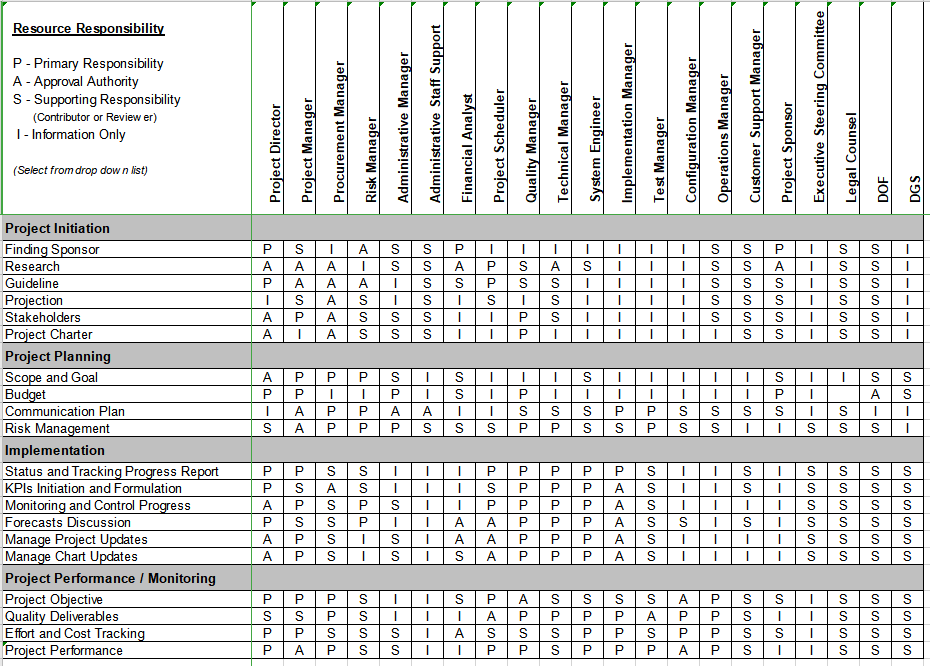 Resource Responsibility
P - Primary Responsibility
A - Approval Authority
S - Supporting Responsibility
(Contributor or Reviewer)
I - Information Only
(Select from drop down list)
Project Director
Project Manager
Procurement Manager
Risk Manager
Administrative Manager
Administrative Staff Support
Financial Analyst
Project Scheduler
Quality Manager
Technical Manager
System Engineer
Implementation Manager
Test Manager
Configuration Manager
Operations Manager
Customer Support Manager
Project Sponsor
Executive Steering Committee
Legal Counsel
DOF
DGS
Project Initiation
Finding Sponsor P S I A S S P I I I I I I I S S P I S S I
Research A A A I S S A P S A S I I I S S A I S S I
Guideline P A A A I S S P S S I I I I S S S I S S I
Projection I S A S I S I S I S I I I I S S S I S S I
Stakeholders A P A S S S I I P S I I I I S S S I S S I
Project Charter A I A S S S I I P I I I I I I S S I S S I
Project Planning
Scope and Goal A P P P S I S I I I S I I I I I S I I S S
Budget P P I I P I S I P I I I I I I I P I A S
Communication Plan I A P P A A I I S S S P P S S S S I S I I
Risk Management S A P P P S S S P P S S P S S I I S S S I
Implementation
Status and Tracking Progress Report P P S S I I I P P P P P S I I S I S S S S
KPIs Initiation and Formulation P S A S I I I S P P P A S I I S I S S S S
Monitoring and Control Progress A P S P S I I P P P P A S I I I I S S S S
Forecasts Discussion P S S P I I A A P P P A S S I S I S S S S
Manage Project Updates A P S I S I A A P P P A S I I I I S S S S
Manage Chart Updates A P S I S I S A P P P A S I I I I S S S S
Project Performance / Monitoring
Project Objective P P P S I I S P A S S S S A P S S I S S S
Quality Deliverables S S P S I I I A P P P P A P P S I I S S S
Effort and Cost Tracking P P S S S I A S S S P P S P P S S I S S S
Project Performance P A P S S I I P P S P P P A P S I I S S S